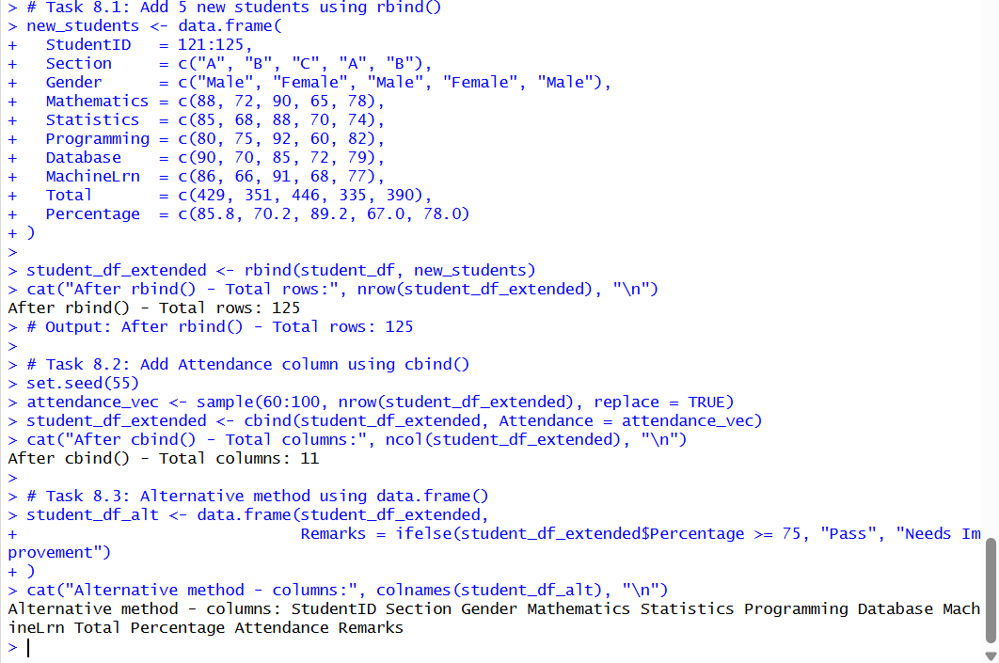 > # Task 8.1: Add 5 new students using rbind()
> new_students <- data.frame(
+   StudentID   = 121:125,
+   Section     = c("A", "B", "C", "A", "B"),
+   Gender      = c("Male", "Female", "Male", "Female", "Male"),
+   Mathematics = c(88, 72, 90, 65, 78),
+   Statistics  = c(85, 68, 88, 70, 74),
+   Programming = c(80, 75, 92, 60, 82),
+   Database    = c(90, 70, 85, 72, 79),
+   MachineLrn  = c(86, 66, 91, 68, 77),
+   Total       = c(429, 351, 446, 335, 390),
+   Percentage  = c(85.8, 70.2, 89.2, 67.0, 78.0)
+ )
>
> student_df_extended <- rbind(student_df, new_students)
> cat("After rbind() - Total rows:", nrow(student_df_extended), "\n")
After rbind() - Total rows: 125
> # Output: After rbind() - Total rows: 125
>
> # Task 8.2: Add Attendance column using cbind()
> set.seed(55)
> attendance_vec <- sample(60:100, nrow(student_df_extended), replace = TRUE)
> student_df_extended <- cbind(student_df_extended, Attendance = attendance_vec)
> cat("After cbind() - Total columns:", ncol(student_df_extended), "\n")
After cbind() - Total columns: 11
>
> # Task 8.3: Alternative method using data.frame()
> student_df_alt <- data.frame(student_df_extended,
+                              Remarks = ifelse(student_df_extended$Percentage >= 75, "Pass", "Needs Im
provement")
+ )
> cat("Alternative method - columns:", colnames(student_df_alt), "\n")
Alternative method - columns: StudentID Section Gender Mathematics Statistics Programming Database Mach
ineLrn Total Percentage Attendance Remarks
>